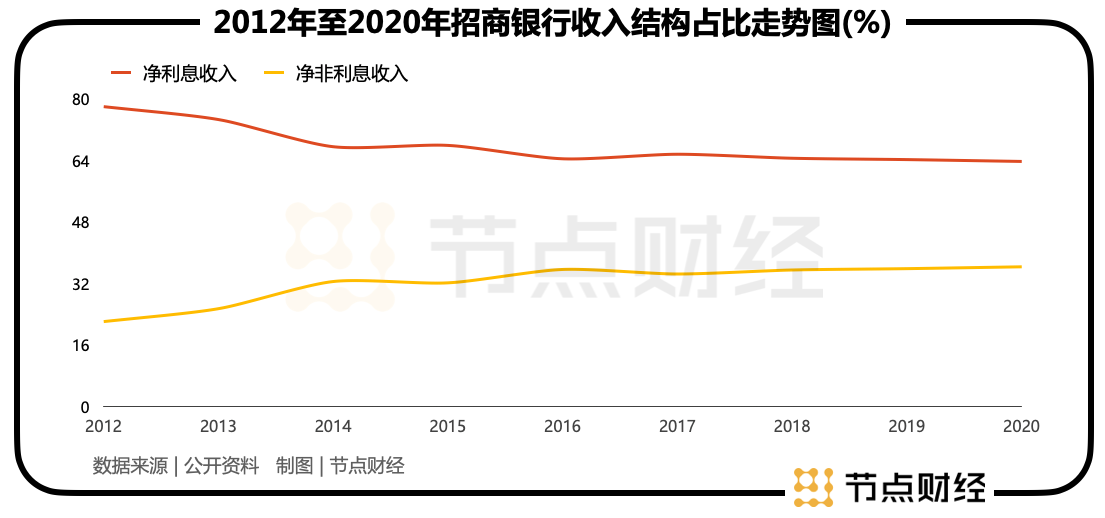 2012年至2020年招商银行收入结构占比走势图(%)
净利息收入 净非利息收入
80
64
48
32
16
0
2012 2013 2014 2015 2016 2017 2018 2019 2020
节点财经
数据来源 | 公开资料 制图 | 节点财经
节点财经